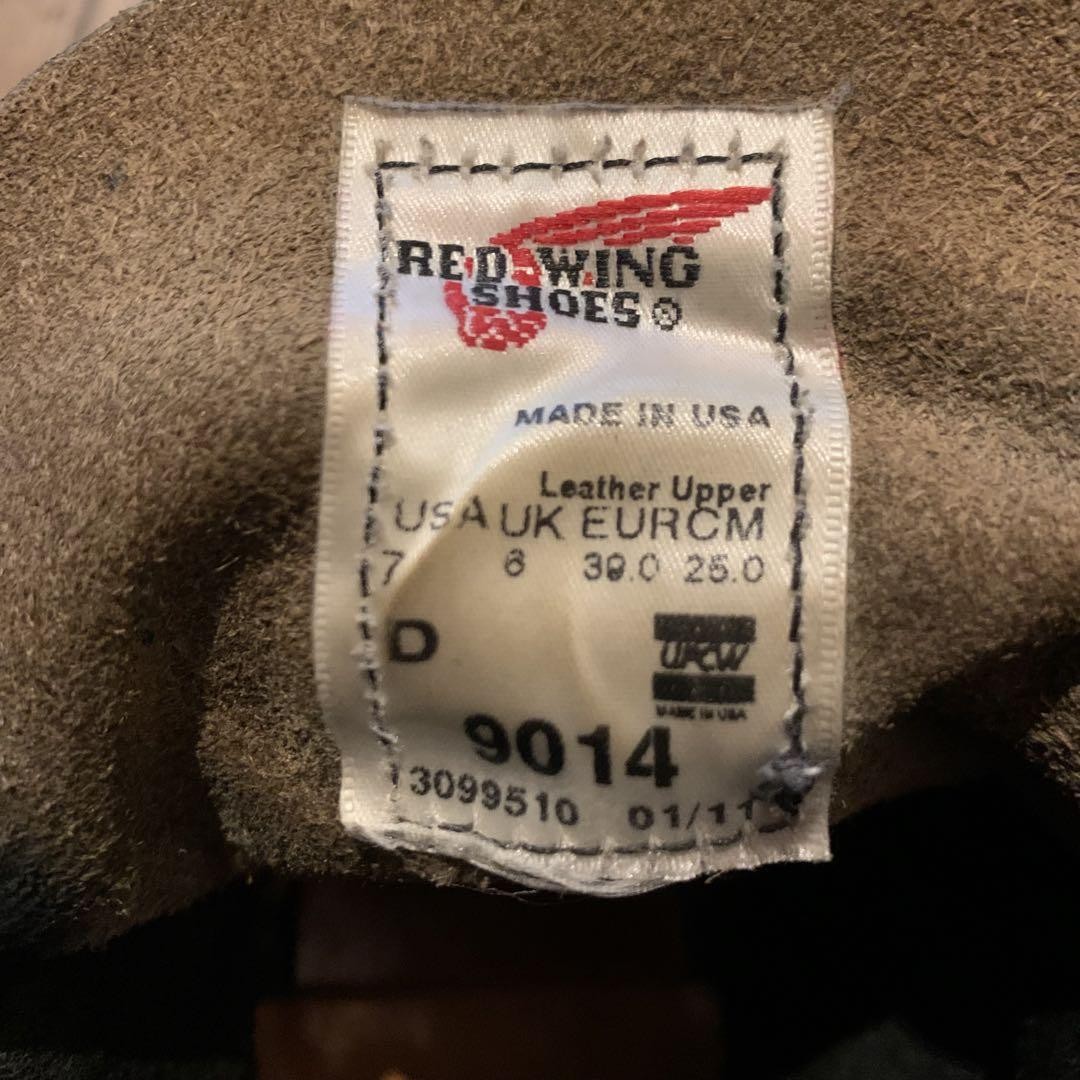 RED WING
SHOES®
MADE IN USA
Leather Upper
USA UK EUR CM
7 6 39.0 25.0
D
UFCW
MADE IN USA
9014
13099510 01/11